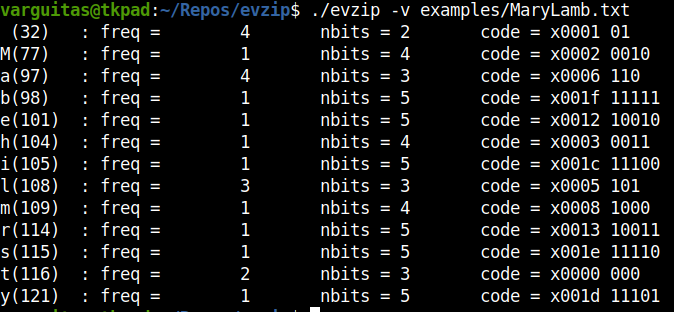 varguitas@tkpad:~/Repos/evzip$ ./evzip -v examples/MaryLamb.txt
 (32)   : freq =        4       nbits = 2       code = x0001 01
M(77)   : freq =        1       nbits = 4       code = x0002 0010
a(97)   : freq =        4       nbits = 3       code = x0006 110
b(98)   : freq =        1       nbits = 5       code = x001f 11111
e(101)  : freq =        1       nbits = 5       code = x0012 10010
h(104)  : freq =        1       nbits = 4       code = x0003 0011
i(105)  : freq =        1       nbits = 5       code = x001c 11100
l(108)  : freq =        3       nbits = 3       code = x0005 101
m(109)  : freq =        1       nbits = 4       code = x0008 1000
r(114)  : freq =        1       nbits = 5       code = x0013 10011
s(115)  : freq =        1       nbits = 5       code = x001e 11110
t(116)  : freq =        2       nbits = 3       code = x0000 000
y(121)  : freq =        1       nbits = 5       code = x001d 11101